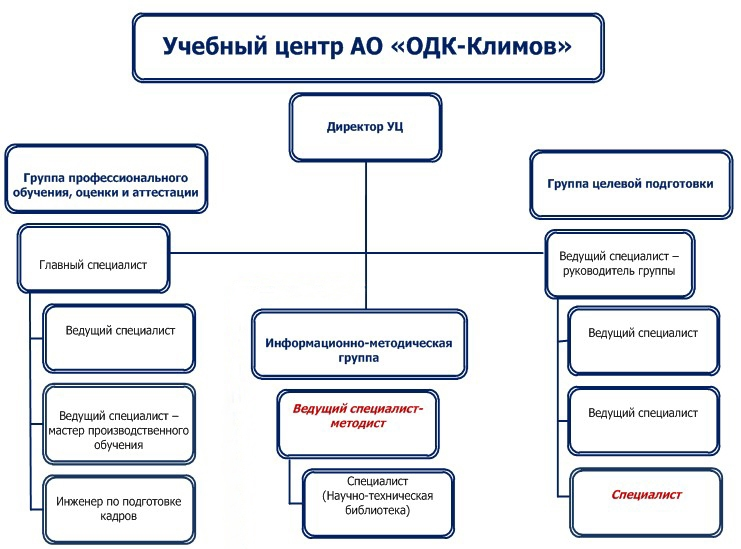 Учебный центр АО «ОДК-Климов»
Директор УЦ
Группа профессионального
обучения, оценки и аттестации
Главный специалист
Ведущий специалист
Ведущий специалист –
мастер производственного
обучения
Инженер по подготовке
кадров
Информационно-методическая
группа
Ведущий специалист-
методист
Специалист
(Научно-техническая
библиотека)
Группа целевой подготовки
Ведущий специалист –
руководитель группы
Ведущий специалист
Ведущий специалист
Специалист